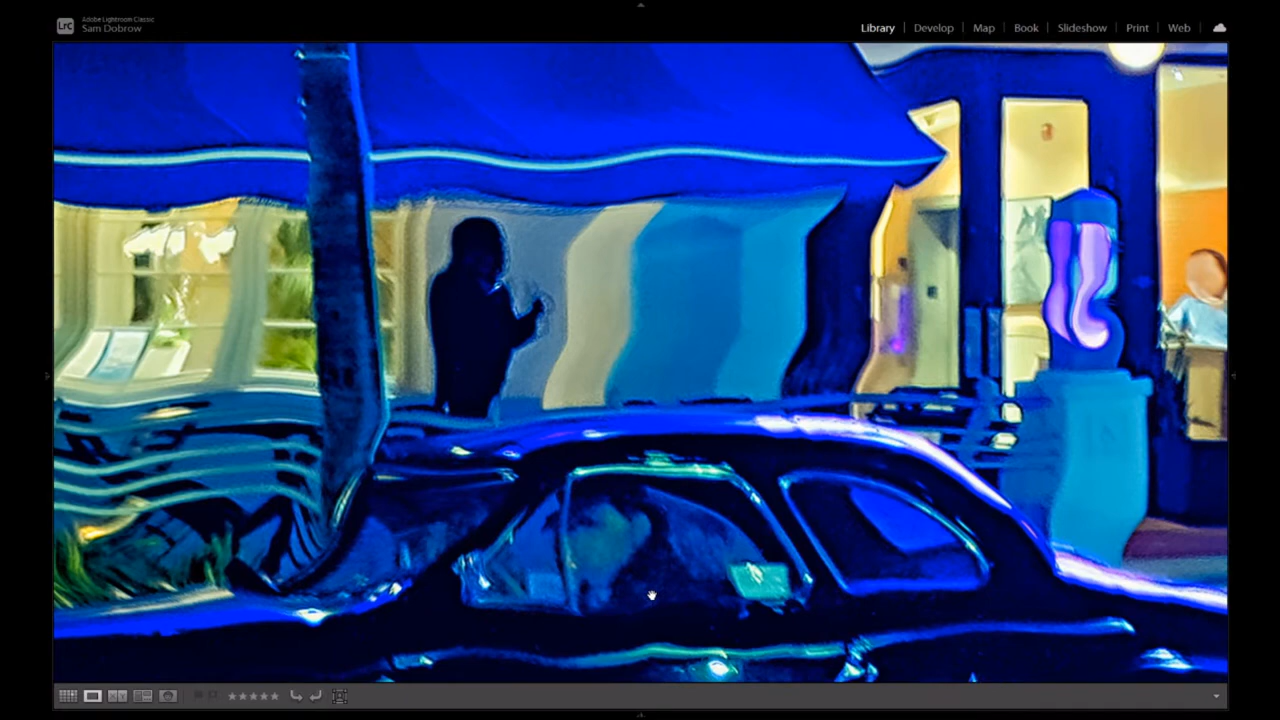 LrC
Adobe Lightroom Classic
Sam Dobrow
Library
Develop
Map
Book
Slideshow
Print
Web